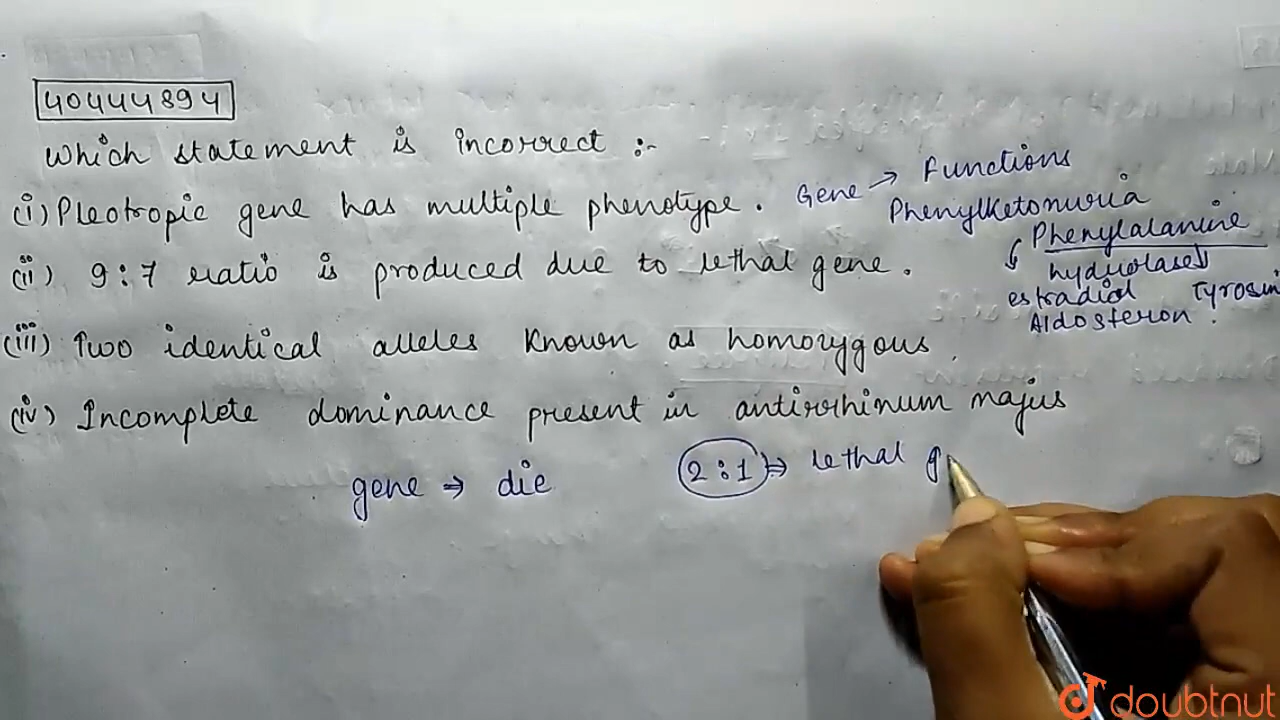 40444894
Which statement is incorrect :-
(i) Pleotropic gene has multiple phenotype.
Gene → Functions
Phenylketonuria
Phenylalanine
hydrolases
estradiol Tyrosin
Aldosteron.
(ii) 9:7 ratio is produced due to lethal gene.
(iii) Two identical alleles known as homozygous.
(iv) Incomplete dominance present in antirrhinum majus
gene → die
2:1 ⇒ lethal g
doubtnut